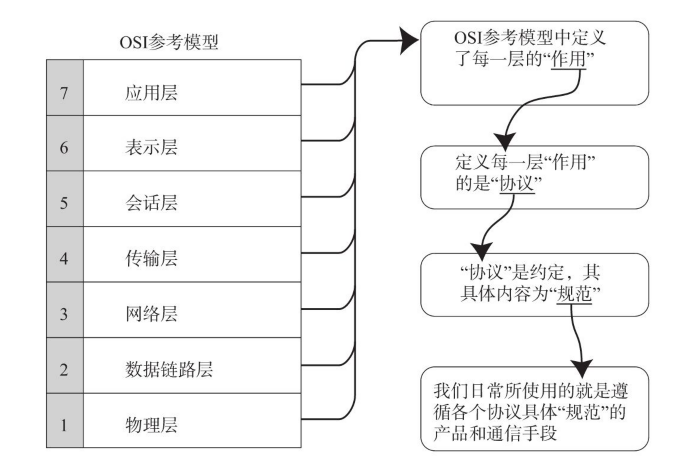 OSI参考模型
7 应用层
6 表示层
5 会话层
4 传输层
3 网络层
2 数据链路层
1 物理层
OSI参考模型中定义
了每一层的“作用”
定义每一层“作用”
的是“协议”
“协议”是约定，其
具体内容为“规范”
我们日常所使用的就是遵
循各个协议具体“规范”的
产品和通信手段